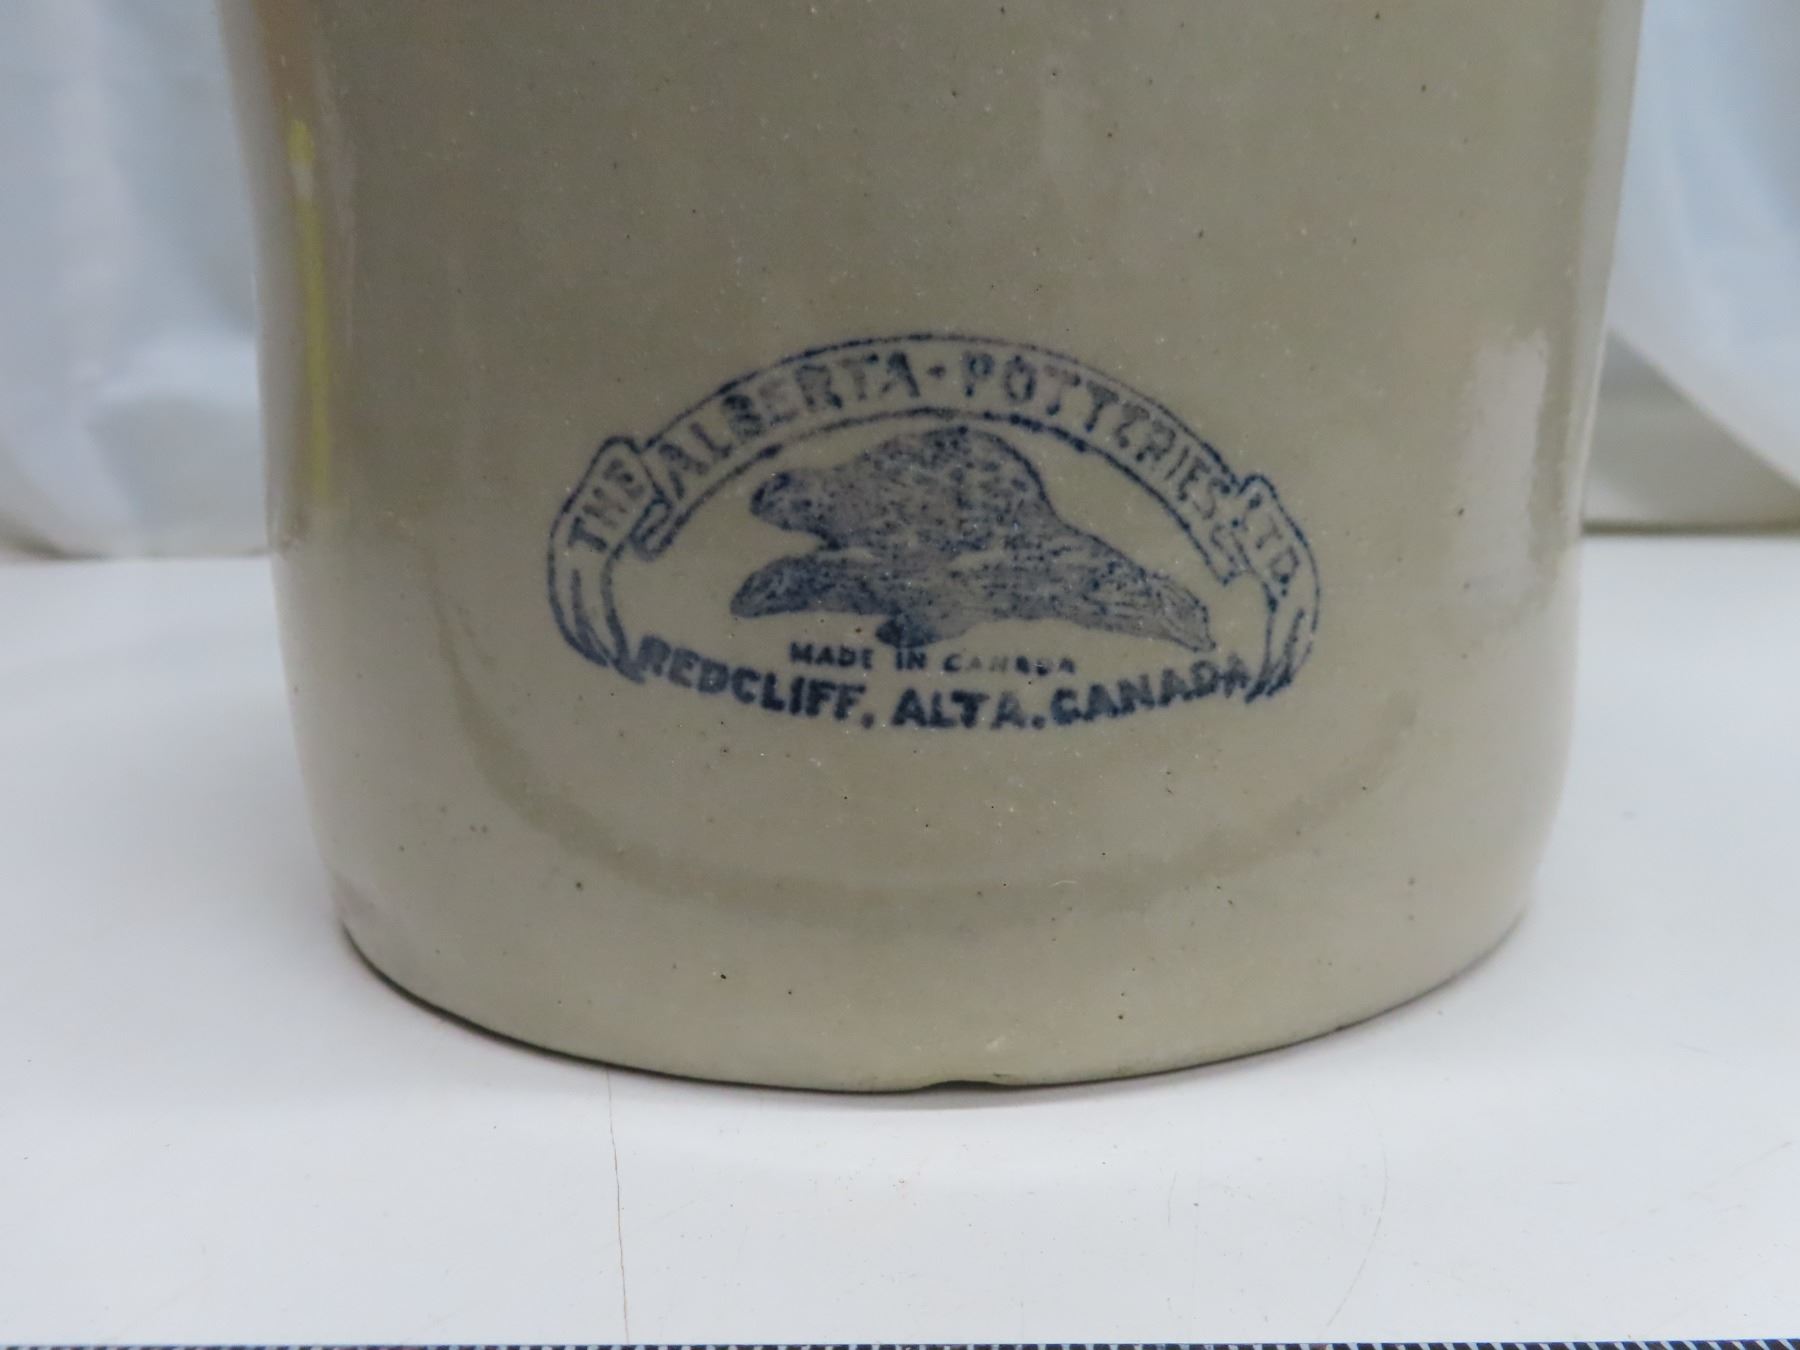 THE ALBERTA-POTTERIES LTD.
MADE IN CANADA
REDCLIFF, ALTA. CANADA